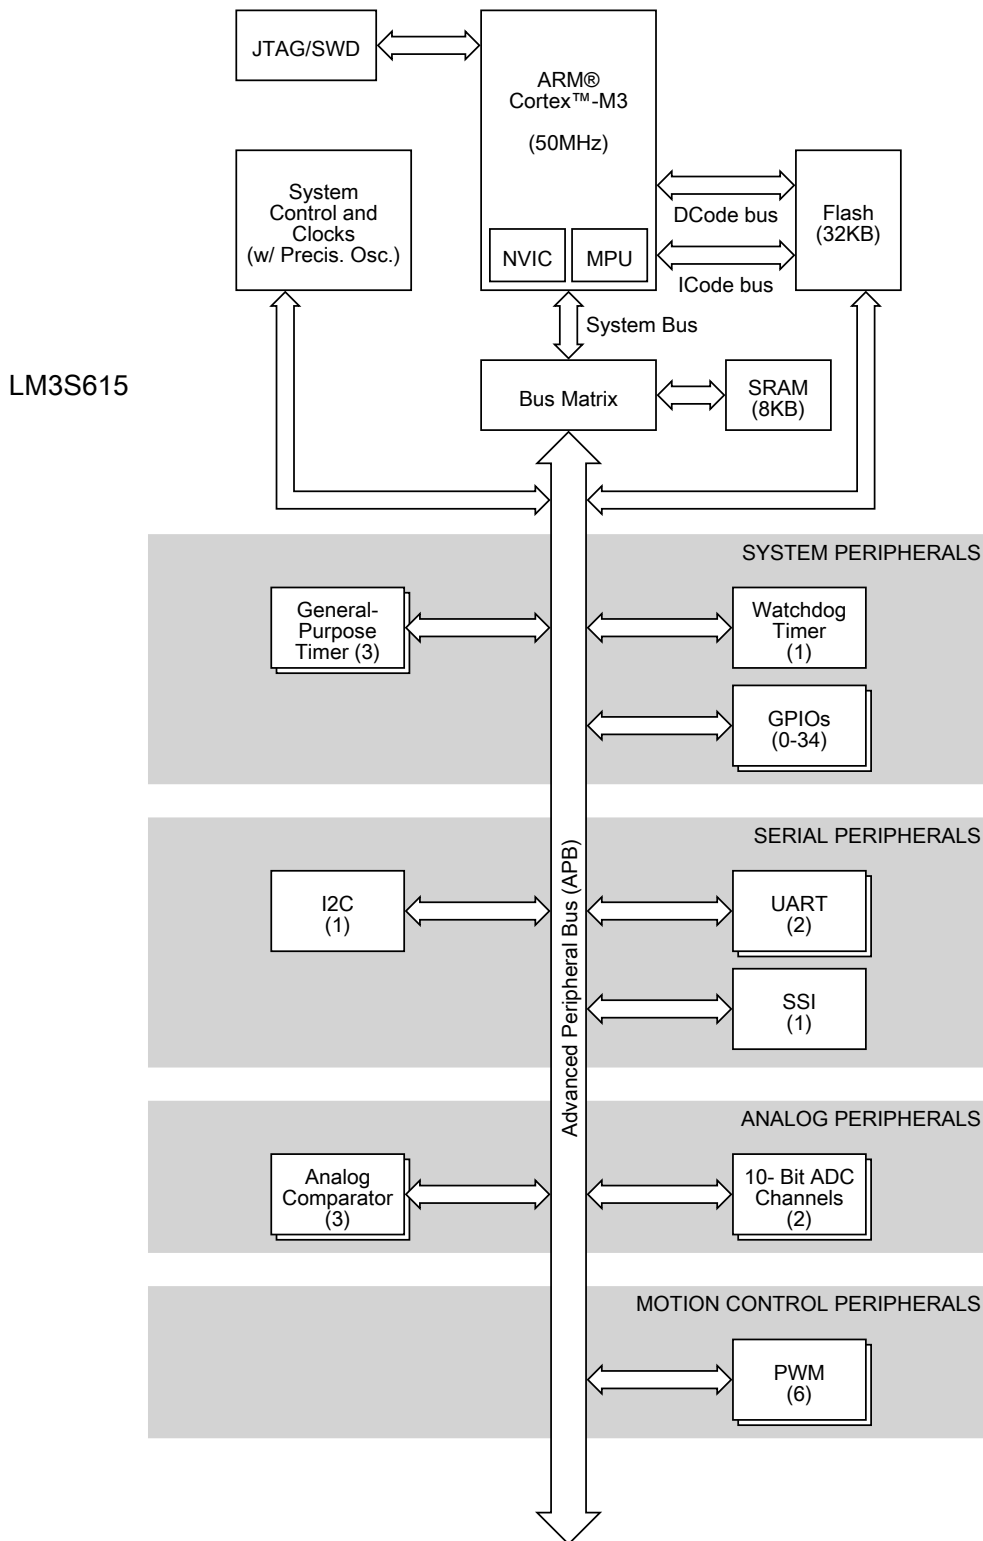 JTAG/SWD
ARM®
Cortex™-M3
(50MHz)
NVIC
MPU
System
Control and
Clocks
(w/ Precis. Osc.)
DCode bus
ICode bus
Flash
(32KB)
System Bus
LM3S615
Bus Matrix
SRAM
(8KB)
SYSTEM PERIPHERALS
General-
Purpose
Timer (3)
Watchdog
Timer
(1)
GPIOs
(0-34)
Advanced Peripheral Bus (APB)
SERIAL PERIPHERALS
I2C
(1)
UART
(2)
SSI
(1)
ANALOG PERIPHERALS
Analog
Comparator
(3)
10- Bit ADC
Channels
(2)
MOTION CONTROL PERIPHERALS
PWM
(6)